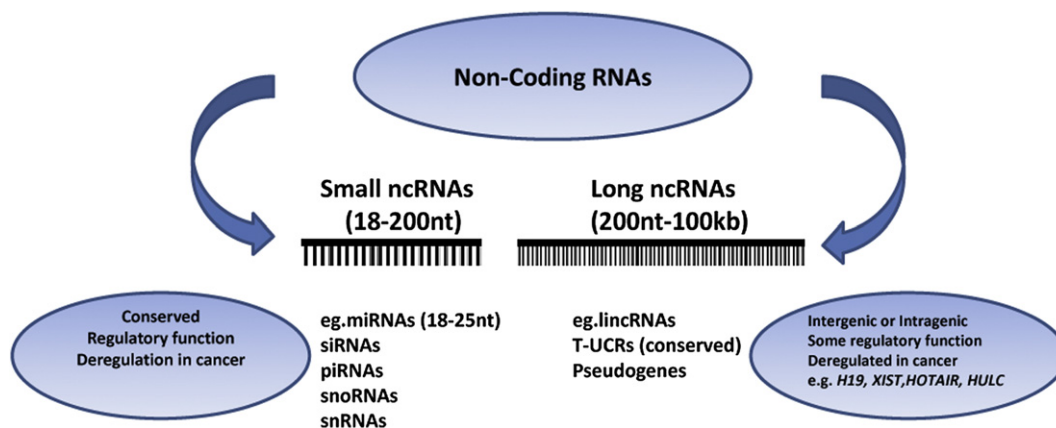 Non-Coding RNAs
Small ncRNAs
(18-200nt)
Long ncRNAs
(200nt-100kb)
Conserved
Regulatory function
Deregulation in cancer
eg.miRNAs (18-25nt)
siRNAs
piRNAs
snoRNAs
snRNAs
eg.lincRNAs
T-UCRs (conserved)
Pseudogenes
Intergenic or Intragenic
Some regulatory function
Deregulated in cancer
e.g. H19, XIST,HOTAIR, HULC